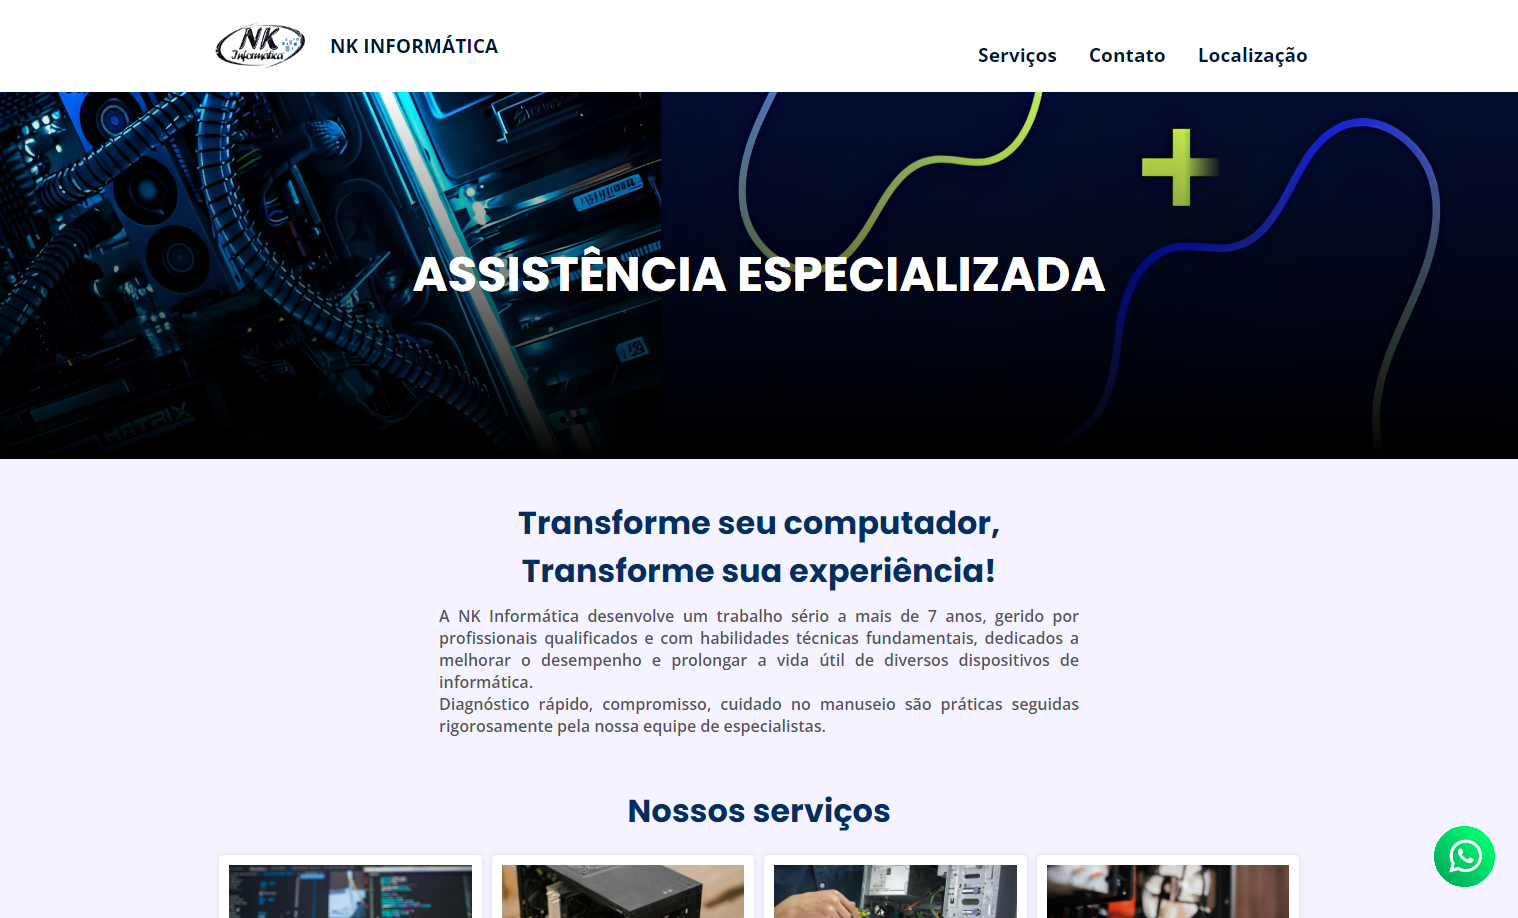 NK
Informática
NK INFORMÁTICA
Serviços
Contato
Localização
MATRIX
ASSISTÊNCIA ESPECIALIZADA
Transforme seu computador,
Transforme sua experiência!
A NK Informática desenvolve um trabalho sério a mais de 7 anos, gerido por
profissionais qualificados e com habilidades técnicas fundamentais, dedicados a
melhorar o desempenho e prolongar a vida útil de diversos dispositivos de
informática.
Diagnóstico rápido, compromisso, cuidado no manuseio são práticas seguidas
rigorosamente pela nossa equipe de especialistas.
Nossos serviços